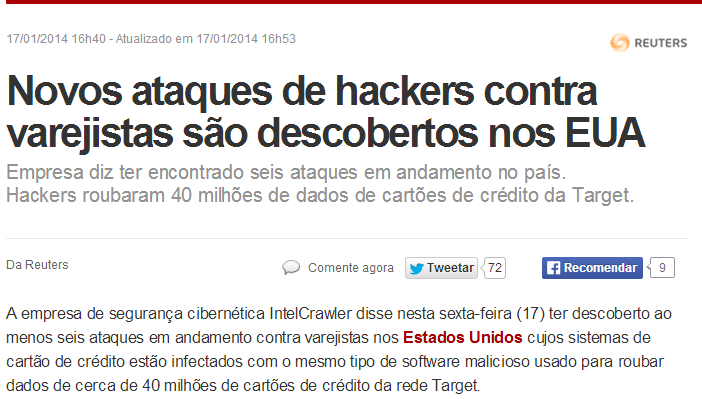 17/01/2014 16h40 - Atualizado em 17/01/2014 16h53
REUTERS
Novos ataques de hackers contra
varejistas são descobertos nos EUA
Empresa diz ter encontrado seis ataques em andamento no país.
Hackers roubaram 40 milhões de dados de cartões de crédito da Target.
Da Reuters
Comente agora
Tweetar
72
Recomendar
9
A empresa de segurança cibernética IntelCrawler disse nesta sexta-feira (17) ter descoberto ao
menos seis ataques em andamento contra varejistas nos Estados Unidos cujos sistemas de
cartão de crédito estão infectados com o mesmo tipo de software malicioso usado para roubar
dados de cerca de 40 milhões de cartões de crédito da rede Target.